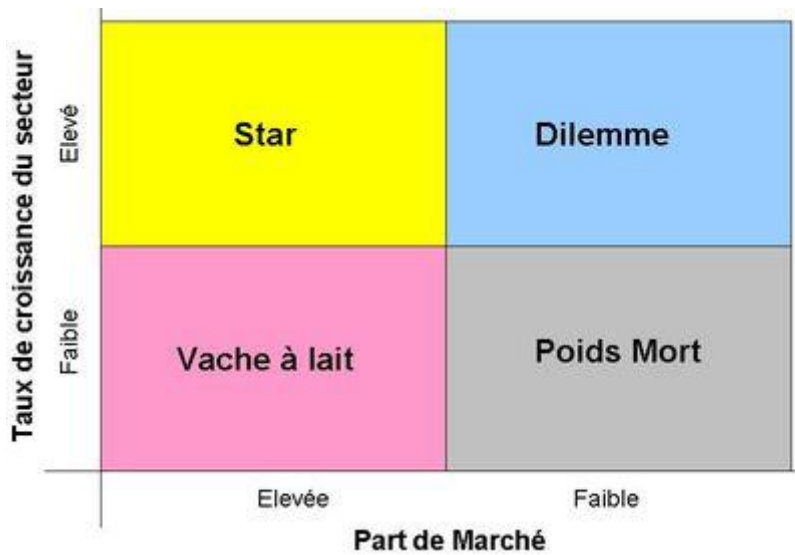 Taux de croissance du secteur
Elevé
Star
Dilemme
Faible
Vache à lait
Poids Mort
Elevée
Faible
Part de Marché